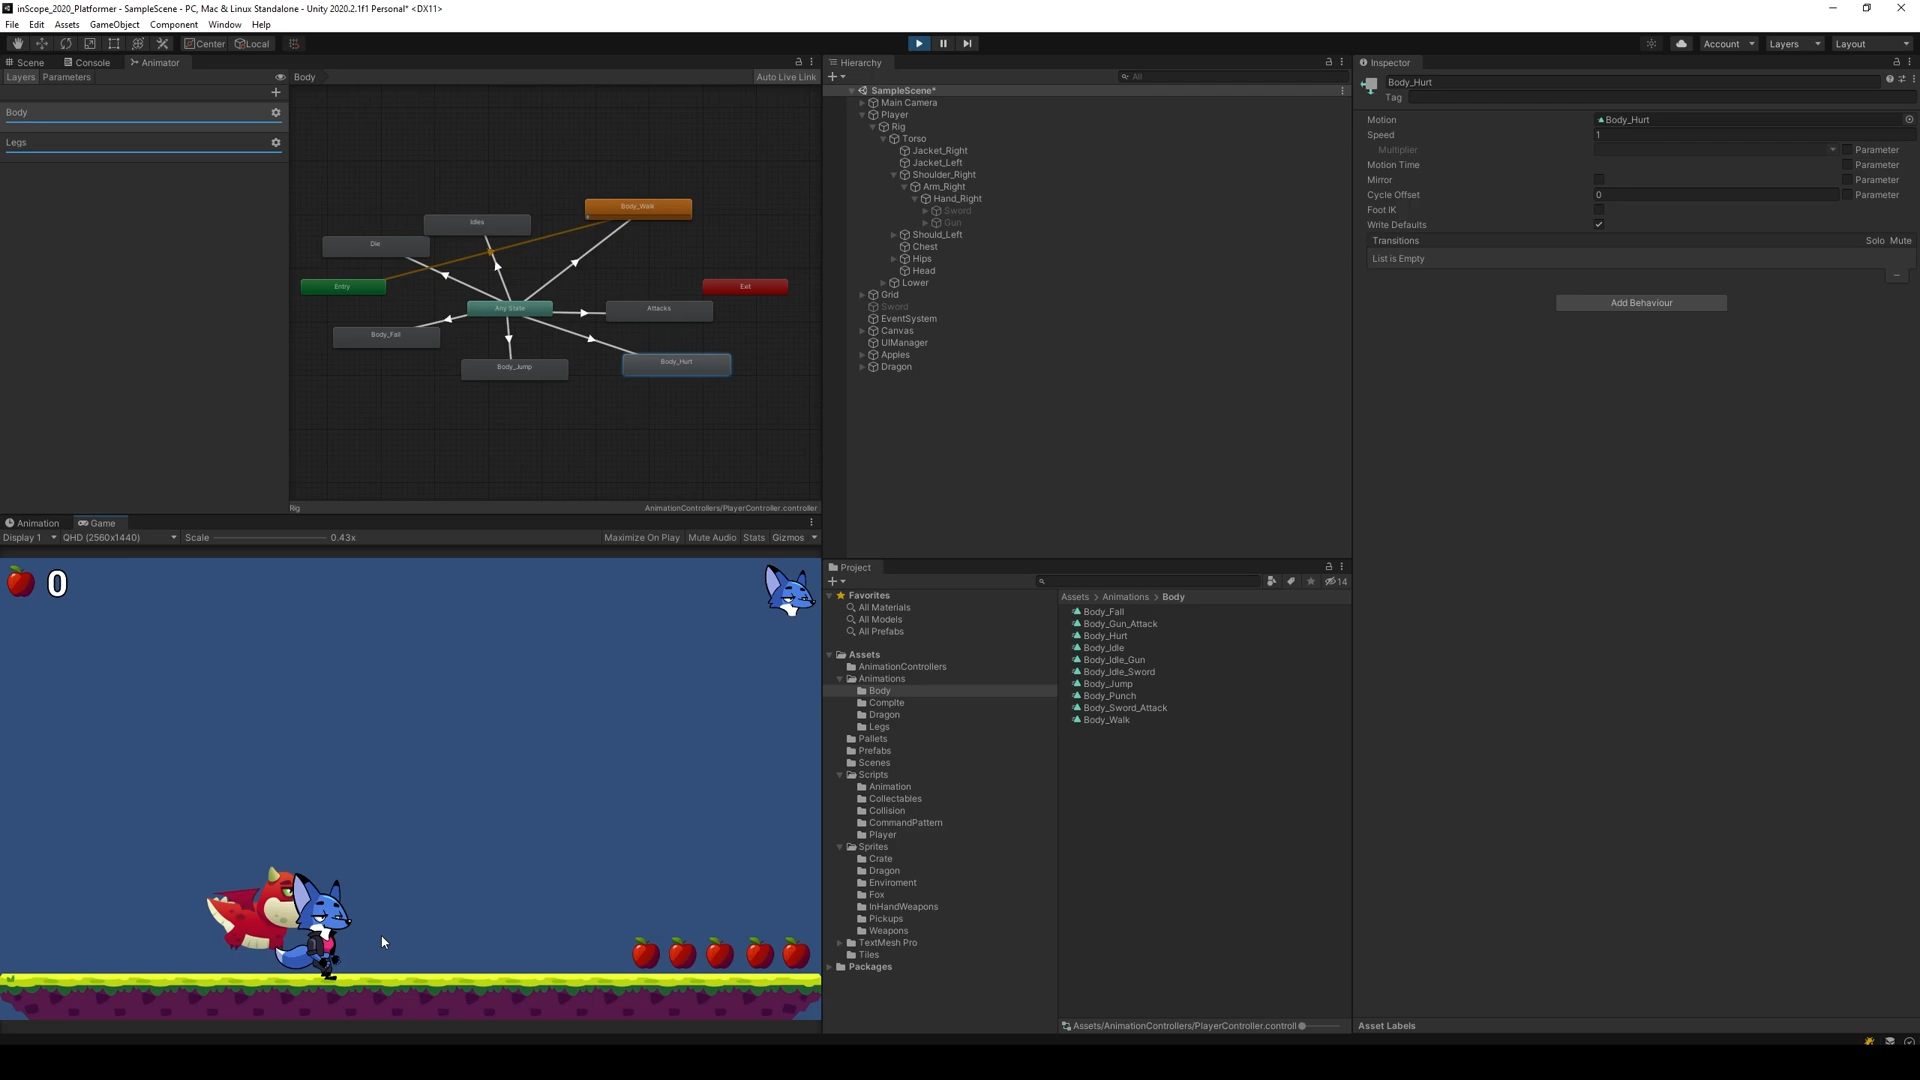 inScope_2020_Platformer - SampleScene - PC, Mac & Linux Standalone - Unity 2020.2.1f1 Personal* <DX11>
File Edit Assets GameObject Component Window Help
Center Local
Account Layers Layout
Scene Console Animator
Layers Parameters
Body
Auto Live Link
Body
Legs
Body_Walk
Idles
Die
Entry
Exit
Any State
Attacks
Body_Fall
Body_Jump
Body_Hurt
Rig
AnimationControllers/PlayerController.controller
Animation Game
Display 1 QHD (2560x1440) Scale 0.43x Maximize On Play Mute Audio Stats Gizmos
0
Hierarchy
All
SampleScene*
Main Camera
Player
Rig
Torso
Jacket_Right
Jacket_Left
Shoulder_Right
Arm_Right
Hand_Right
Sword
Gun
Should_Left
Chest
Hips
Head
Lower
Grid
Sword
EventSystem
Canvas
UIManager
Apples
Dragon
Project
14
Favorites
All Materials
All Models
All Prefabs
Assets
AnimationControllers
Animations
Body
Complte
Dragon
Legs
Pallets
Prefabs
Scenes
Scripts
Animation
Collectables
Collision
CommandPattern
Player
Sprites
Crate
Dragon
Enviroment
Fox
InHandWeapons
Pickups
Weapons
TextMesh Pro
Tiles
Packages
Assets > Animations > Body
Body_Fall
Body_Gun_Attack
Body_Hurt
Body_Idle
Body_Idle_Gun
Body_Idle_Sword
Body_Jump
Body_Punch
Body_Sword_Attack
Body_Walk
Assets/AnimationControllers/PlayerController.controll
Inspector
Body_Hurt
Tag
Motion Body_Hurt
Speed 1
Multiplier Parameter
Motion Time Parameter
Mirror Parameter
Cycle Offset 0 Parameter
Foot IK
Write Defaults
Transitions Solo Mute
List is Empty
Add Behaviour
Asset Labels